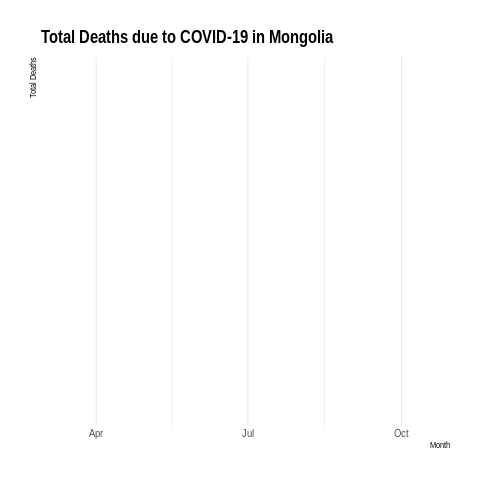 Total Deaths due to COVID-19 in Mongolia
Total Deaths
Apr
Jul
Oct
Month